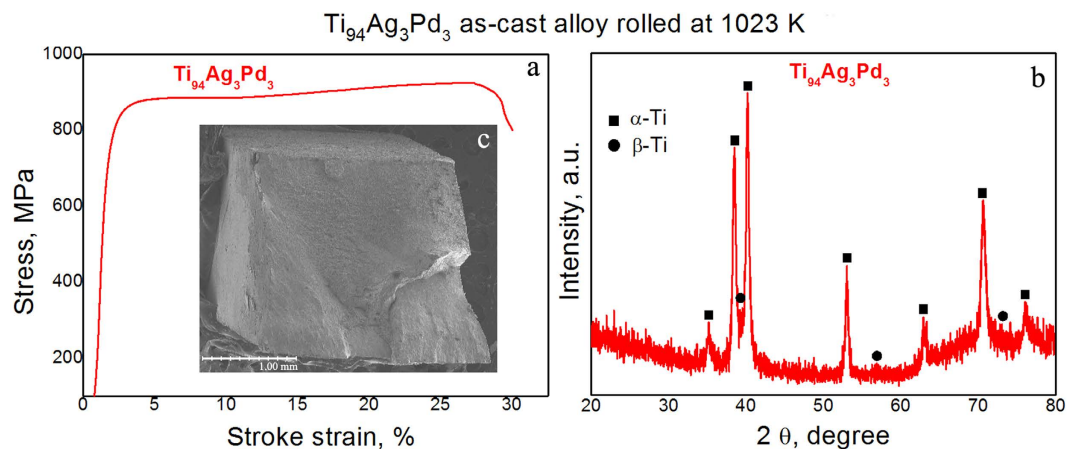 Ti94Ag3Pd3 as-cast alloy rolled at 1023 K
a
Ti94Ag3Pd3
c
1.00 mm
Stress, MPa
1000
800
600
400
200
0
5
10
15
20
25
30
Stroke strain, %
b
Ti94Ag3Pd3
α-Ti
β-Ti
Intensity, a.u.
20
30
40
50
60
70
80
2 θ, degree